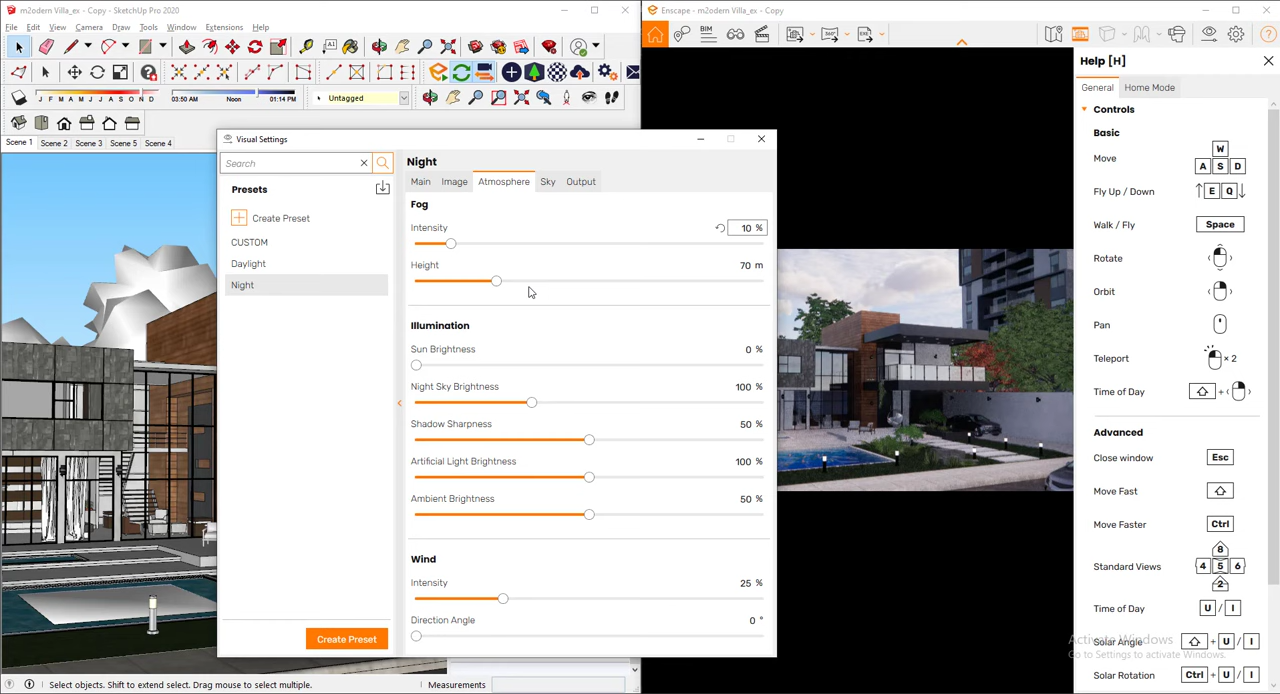 m2odern Villa_ex - Copy - SketchUp Pro 2020
File Edit View Camera Draw Tools Window Extensions Help
J F M A M J J A S O N D
03:50 AM Noon 01:14 PM
Untagged
Scene 1 Scene 2 Scene 3 Scene 5 Scene 4
Visual Settings
Search
Presets
Create Preset
CUSTOM
Daylight
Night
Create Preset
Night
Main Image Atmosphere Sky Output
Fog
Intensity 10 %
Height 70 m
Illumination
Sun Brightness 0 %
Night Sky Brightness 100 %
Shadow Sharpness 50 %
Artificial Light Brightness 100 %
Ambient Brightness 50 %
Wind
Intensity 25 %
Direction Angle 0 °
Select objects. Shift to extend select. Drag mouse to select multiple.
Measurements
Enscape - m2odern Villa_ex - Copy
BIM
360°
EXE
Help [H]
General Home Mode
Controls
Basic
Move W A S D
Fly Up / Down E Q
Walk / Fly Space
Rotate
Orbit
Pan
Teleport × 2
Time of Day +
Advanced
Close window Esc
Move Fast
Move Faster Ctrl
Standard Views 8 4 5 6 2
Time of Day U / I
Solar Angle + U / I
Solar Rotation Ctrl + U / I
Activate Windows
Go to Settings to activate Windows.